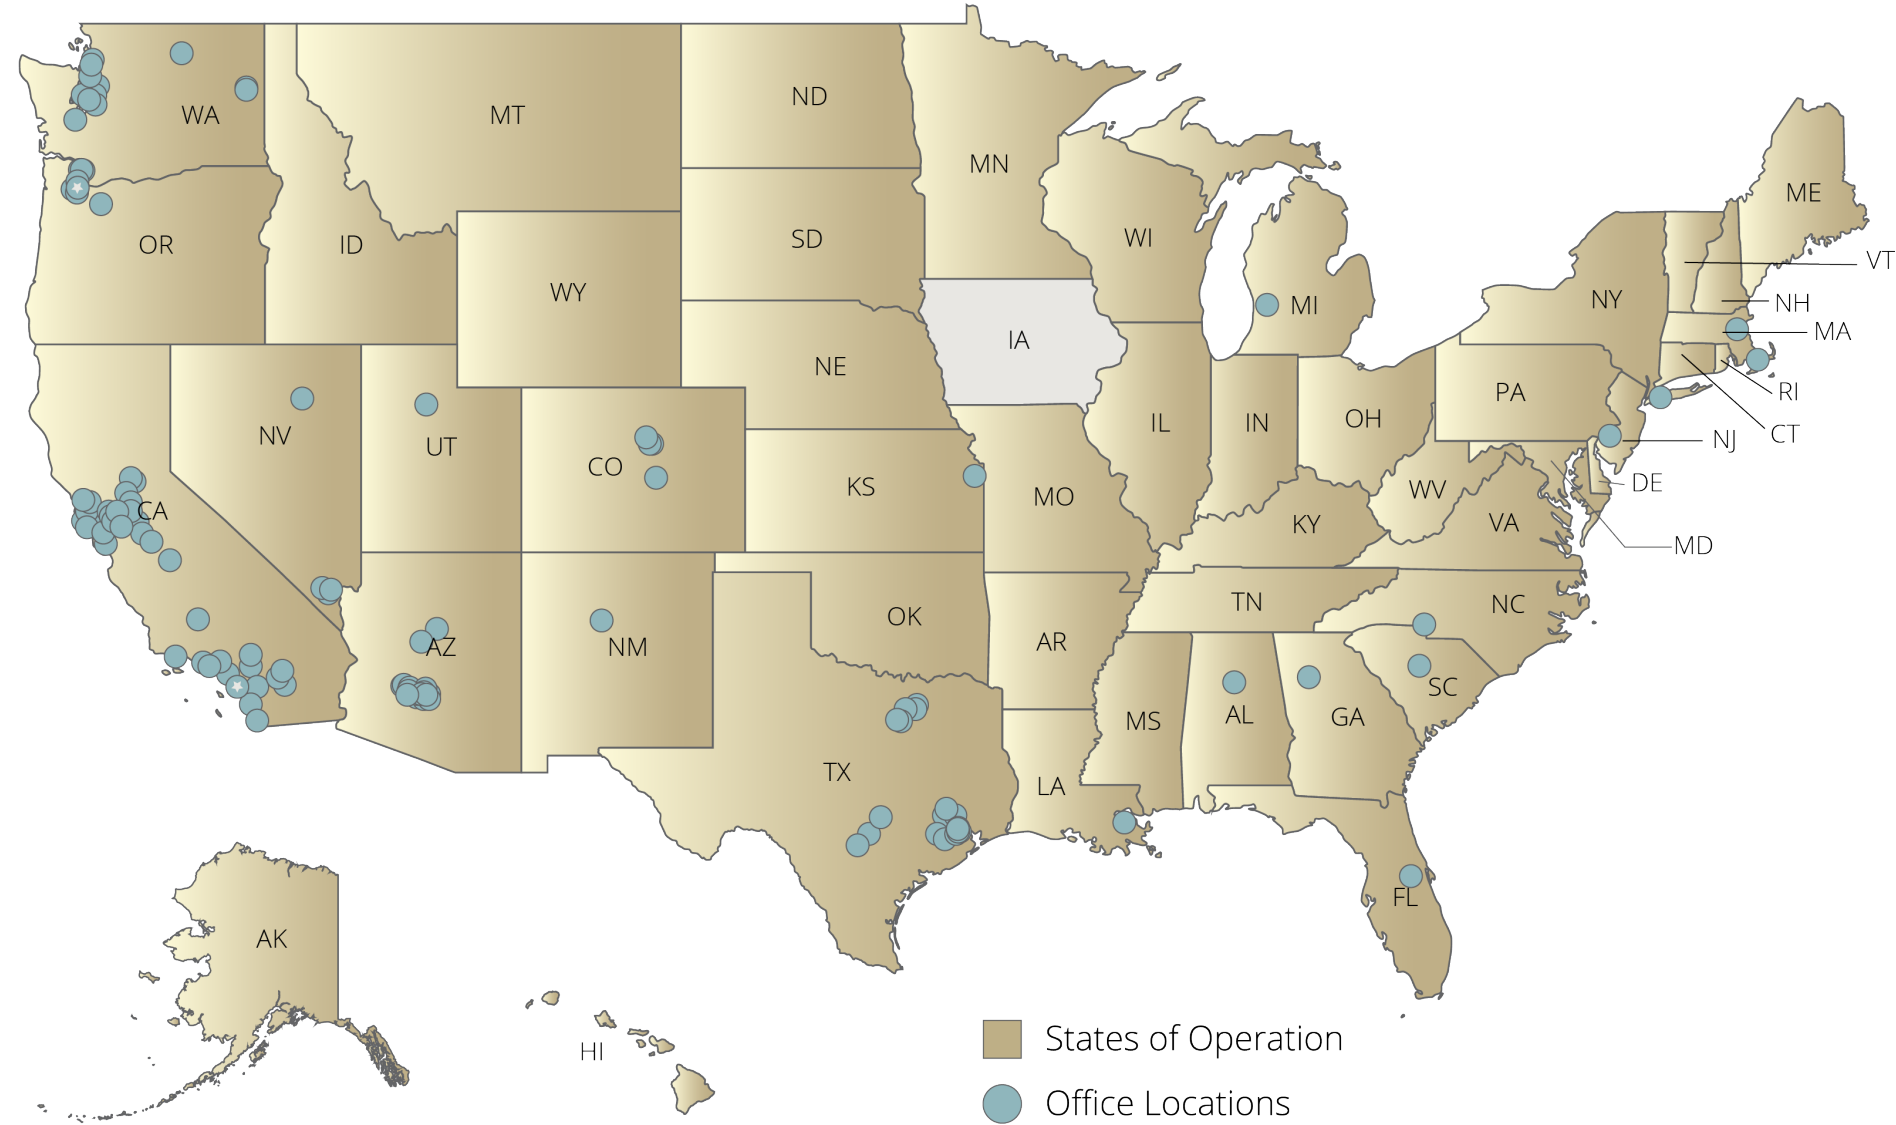 ME
ND
MT
WA
MN
WI
SD
OR
ID
VT
WY
NY
NH
MI
MA
IA
NE
PA
RI
OH
IL
IN
NV
CT
UT
NJ
CO
DE
KS
WV
MO
CA
VA
KY
MD
TN
NC
OK
AR
AZ
NM
SC
AL
GA
MS
TX
LA
FL
AK
States of Operation
HI
Office Locations